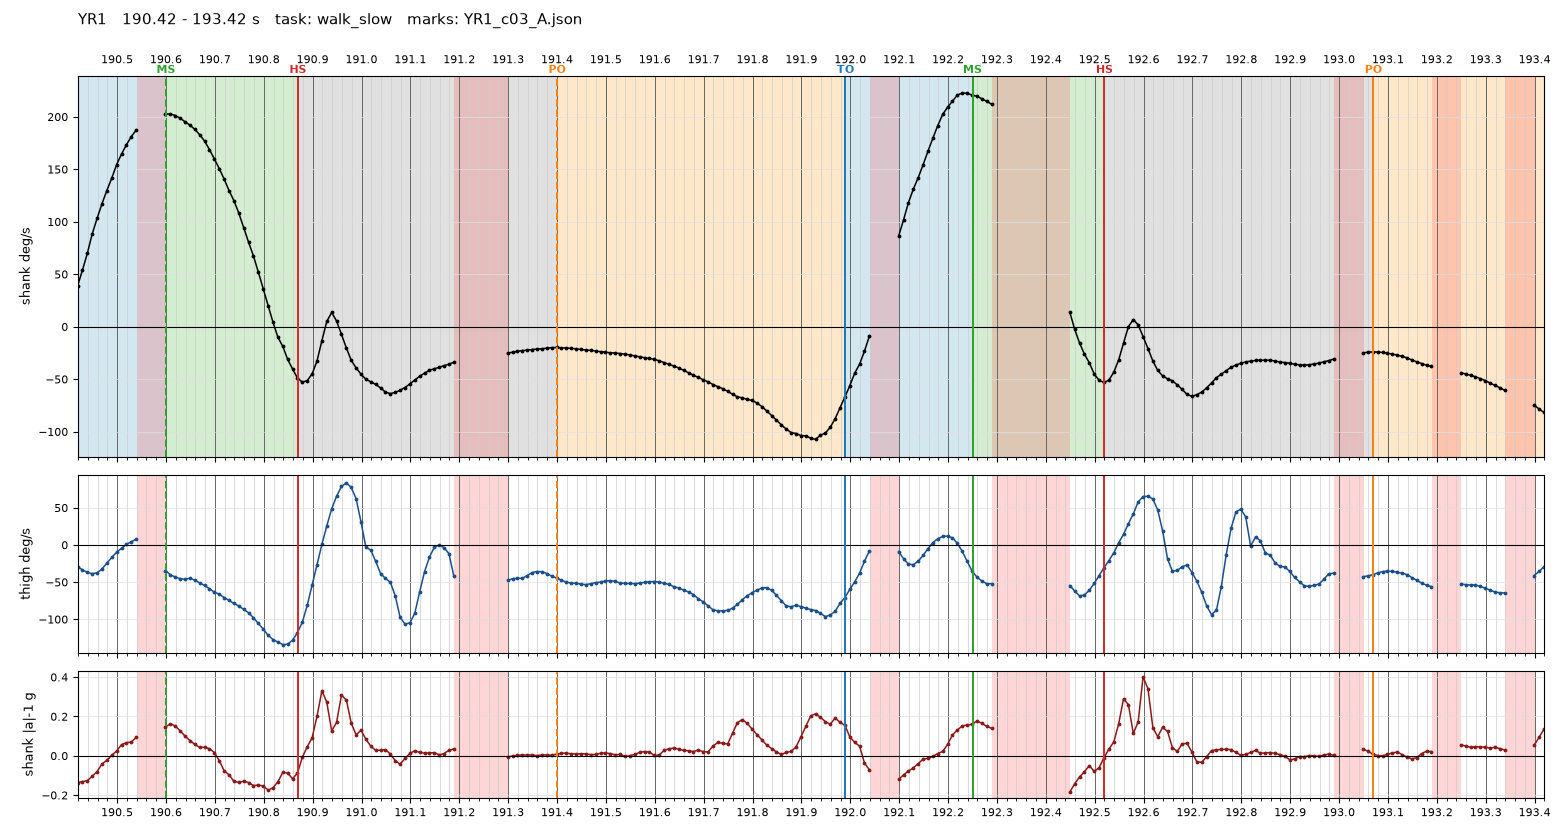 YR1 190.42 - 193.42 s task: walk_slow marks: YR1_c03_A.json
190.5 190.6 190.7 190.8 190.9 191.0 191.1 191.2 191.3 191.4 191.5 191.6 191.7 191.8 191.9 192.0 192.1 192.2 192.3 192.4 192.5 192.6 192.7 192.8 192.9 193.0 193.1 193.2 193.3 193.4
MS HS PO TO MS HS PO
shank deg/s
200
150
100
50
0
−50
−100
thigh deg/s
50
0
−50
−100
shank |a|-1 g
0.4
0.2
0.0
−0.2
190.5 190.6 190.7 190.8 190.9 191.0 191.1 191.2 191.3 191.4 191.5 191.6 191.7 191.8 191.9 192.0 192.1 192.2 192.3 192.4 192.5 192.6 192.7 192.8 192.9 193.0 193.1 193.2 193.3 193.4